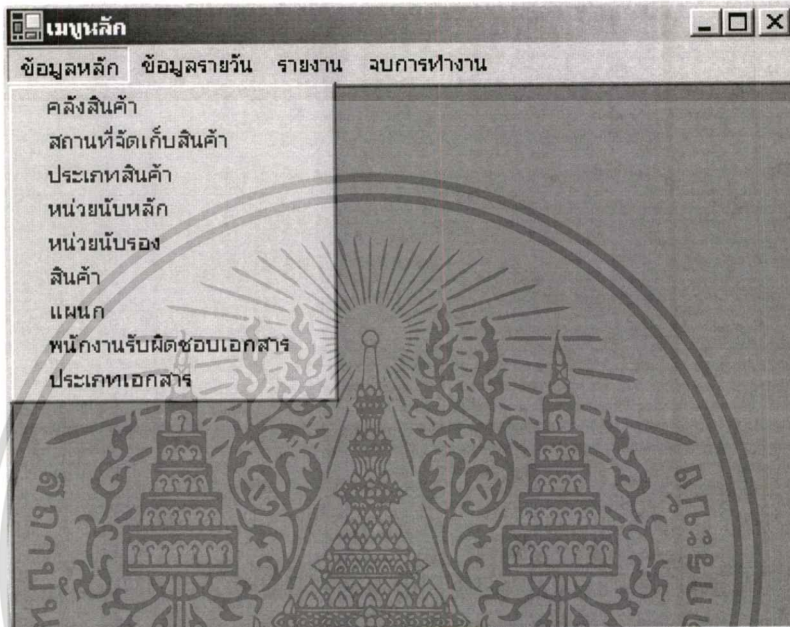 เมนูหลัก
ข้อมูลหลัก ข้อมูลรายวัน รายงาน จบการทำงาน
คลังสินค้า
สถานที่จัดเก็บสินค้า
ประเภทสินค้า
หน่วยนับหลัก
หน่วยนับรอง
สินค้า
แผนก
พนักงานรับผิดชอบเอกสาร
ประเภทเอกสาร